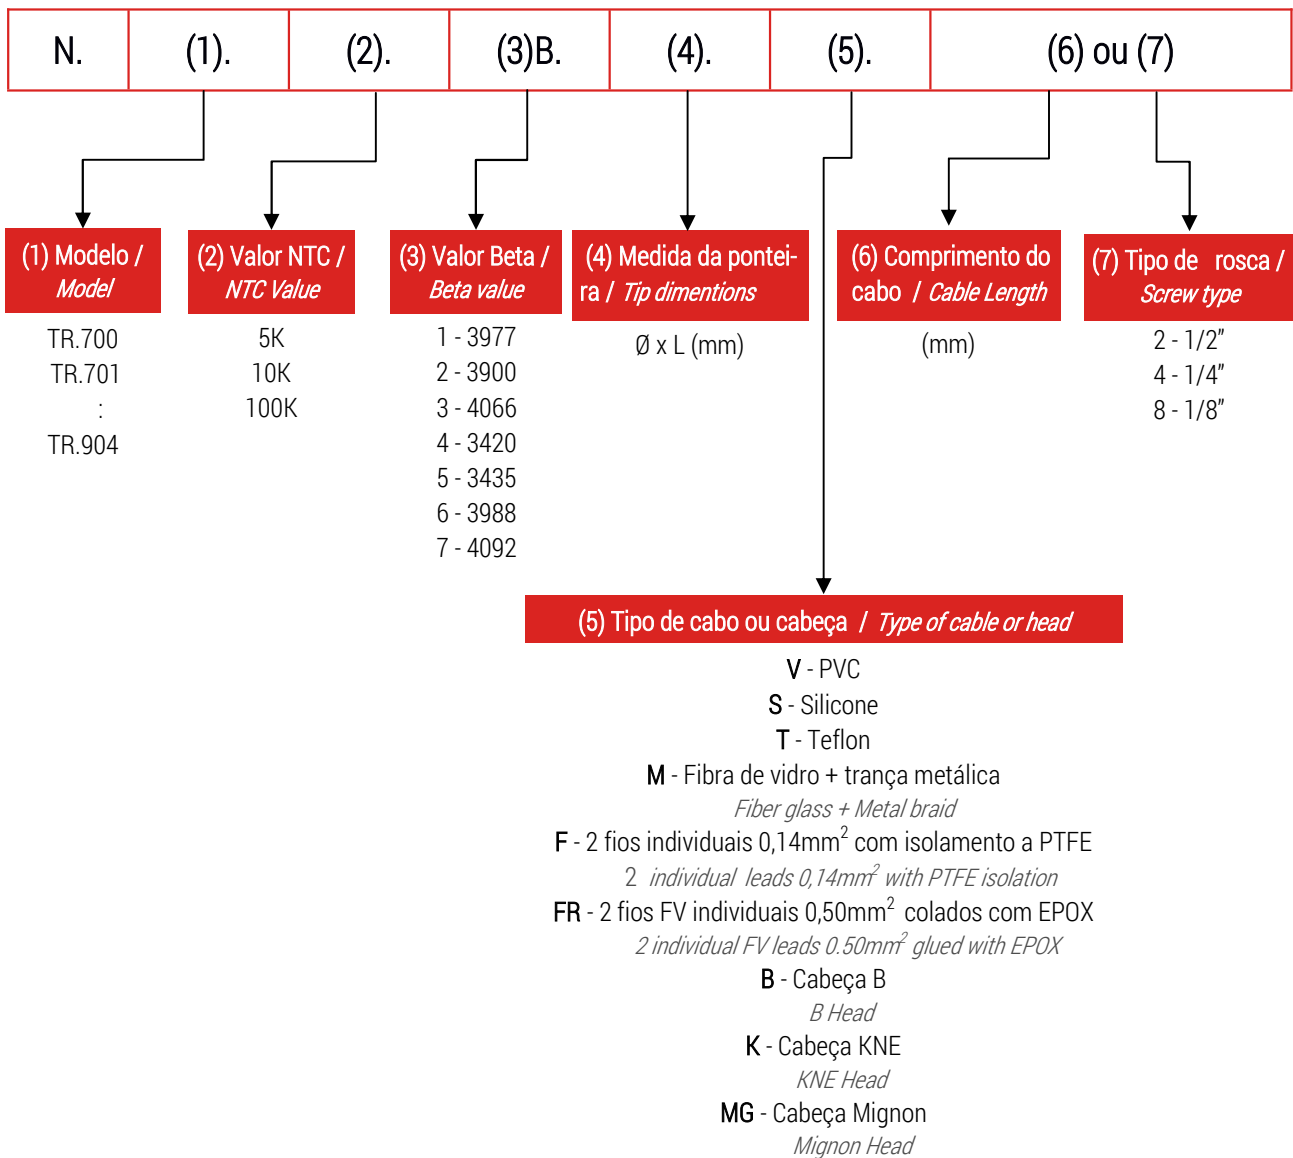 N. (1). (2). (3)B. (4). (5). (6) ou (7)
(1) Modelo /
Model
TR.700
TR.701
:
TR.904
(2) Valor NTC /
NTC Value
5K
10K
100K
(3) Valor Beta /
Beta value
1 - 3977
2 - 3900
3 - 4066
4 - 3420
5 - 3435
6 - 3988
7 - 4092
(4) Medida da pontei-
ra / Tip dimentions
Ø x L (mm)
(6) Comprimento do
cabo / Cable Length
(mm)
(7) Tipo de rosca /
Screw type
2 - 1/2”
4 - 1/4”
8 - 1/8”
(5) Tipo de cabo ou cabeça / Type of cable or head
V - PVC
S - Silicone
T - Teflon
M - Fibra de vidro + trança metálica
Fiber glass + Metal braid
F - 2 fios individuais 0,14mm² com isolamento a PTFE
2 individual leads 0,14mm² with PTFE isolation
FR - 2 fios FV individuais 0,50mm² colados com EPOX
2 individual FV leads 0.50mm² glued with EPOX
B - Cabeça B
B Head
K - Cabeça KNE
KNE Head
MG - Cabeça Mignon
Mignon Head